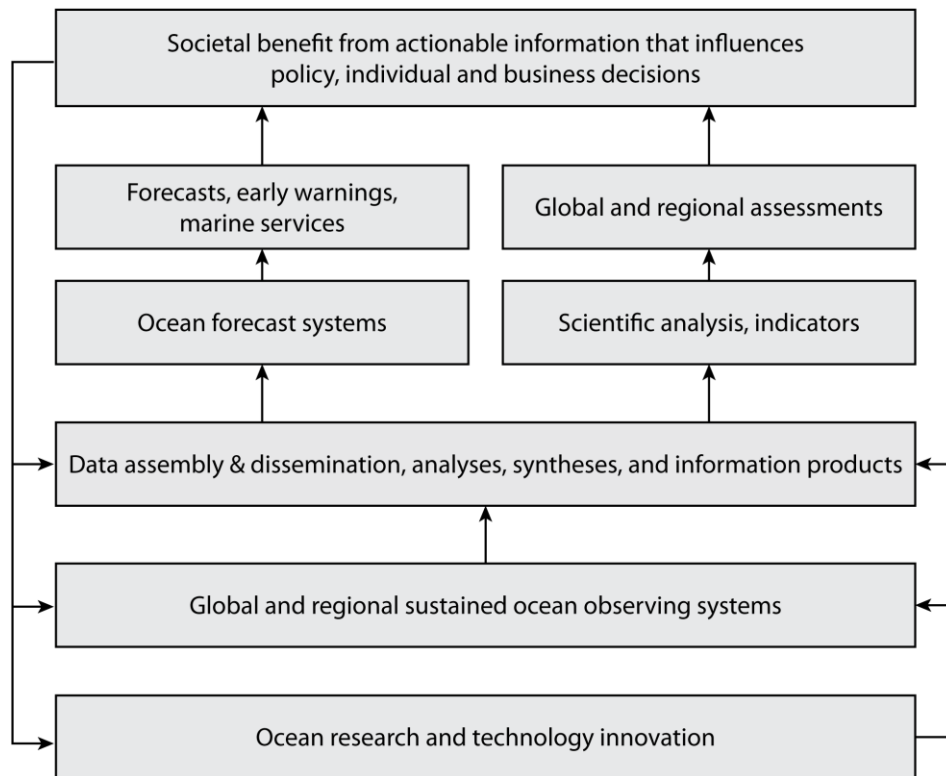 Societal benefit from actionable information that influences
policy, individual and business decisions
Forecasts, early warnings,
marine services
Global and regional assessments
Ocean forecast systems
Scientific analysis, indicators
Data assembly & dissemination, analyses, syntheses, and information products
Global and regional sustained ocean observing systems
Ocean research and technology innovation